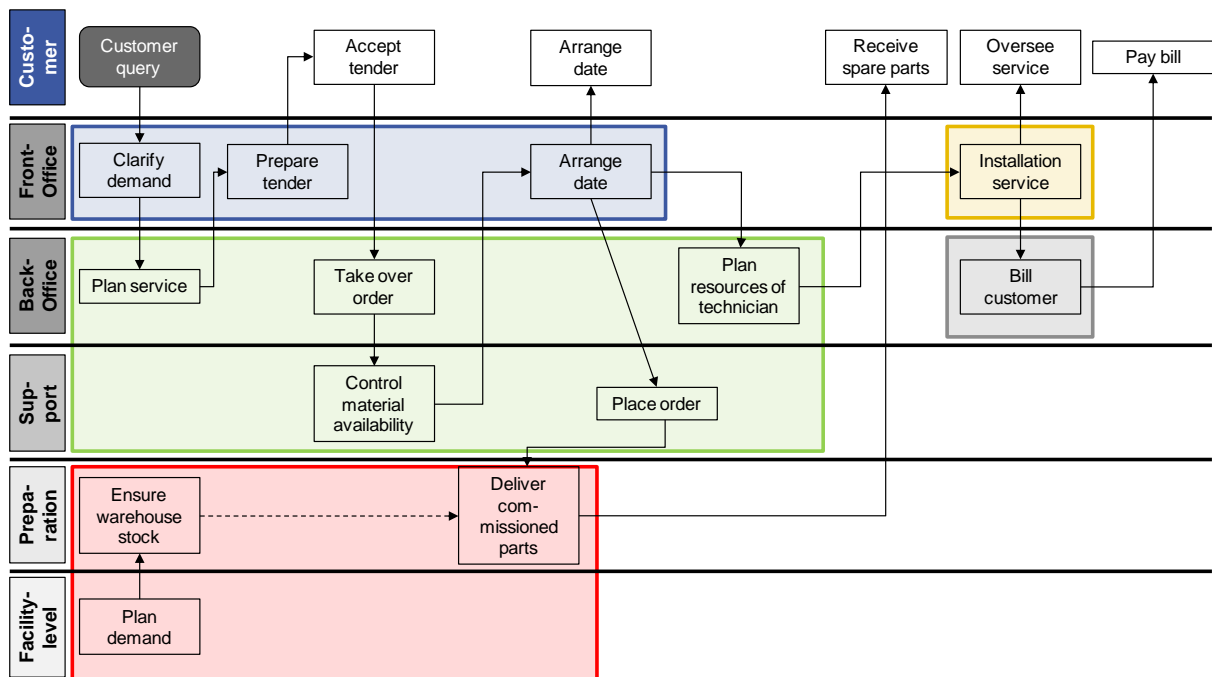 Custo-
mer
Customer
query
Accept
tender
Arrange
date
Receive
spare parts
Oversee
service
Pay bill
Front-
Office
Clarify
demand
Prepare
tender
Arrange
date
Installation
service
Back-
Office
Plan service
Take over
order
Plan
resources of
technician
Bill
customer
Sup-
port
Control
material
availability
Place order
Prepa-
ration
Ensure
warehouse
stock
Deliver
com-
missioned
parts
Facility-
level
Plan
demand